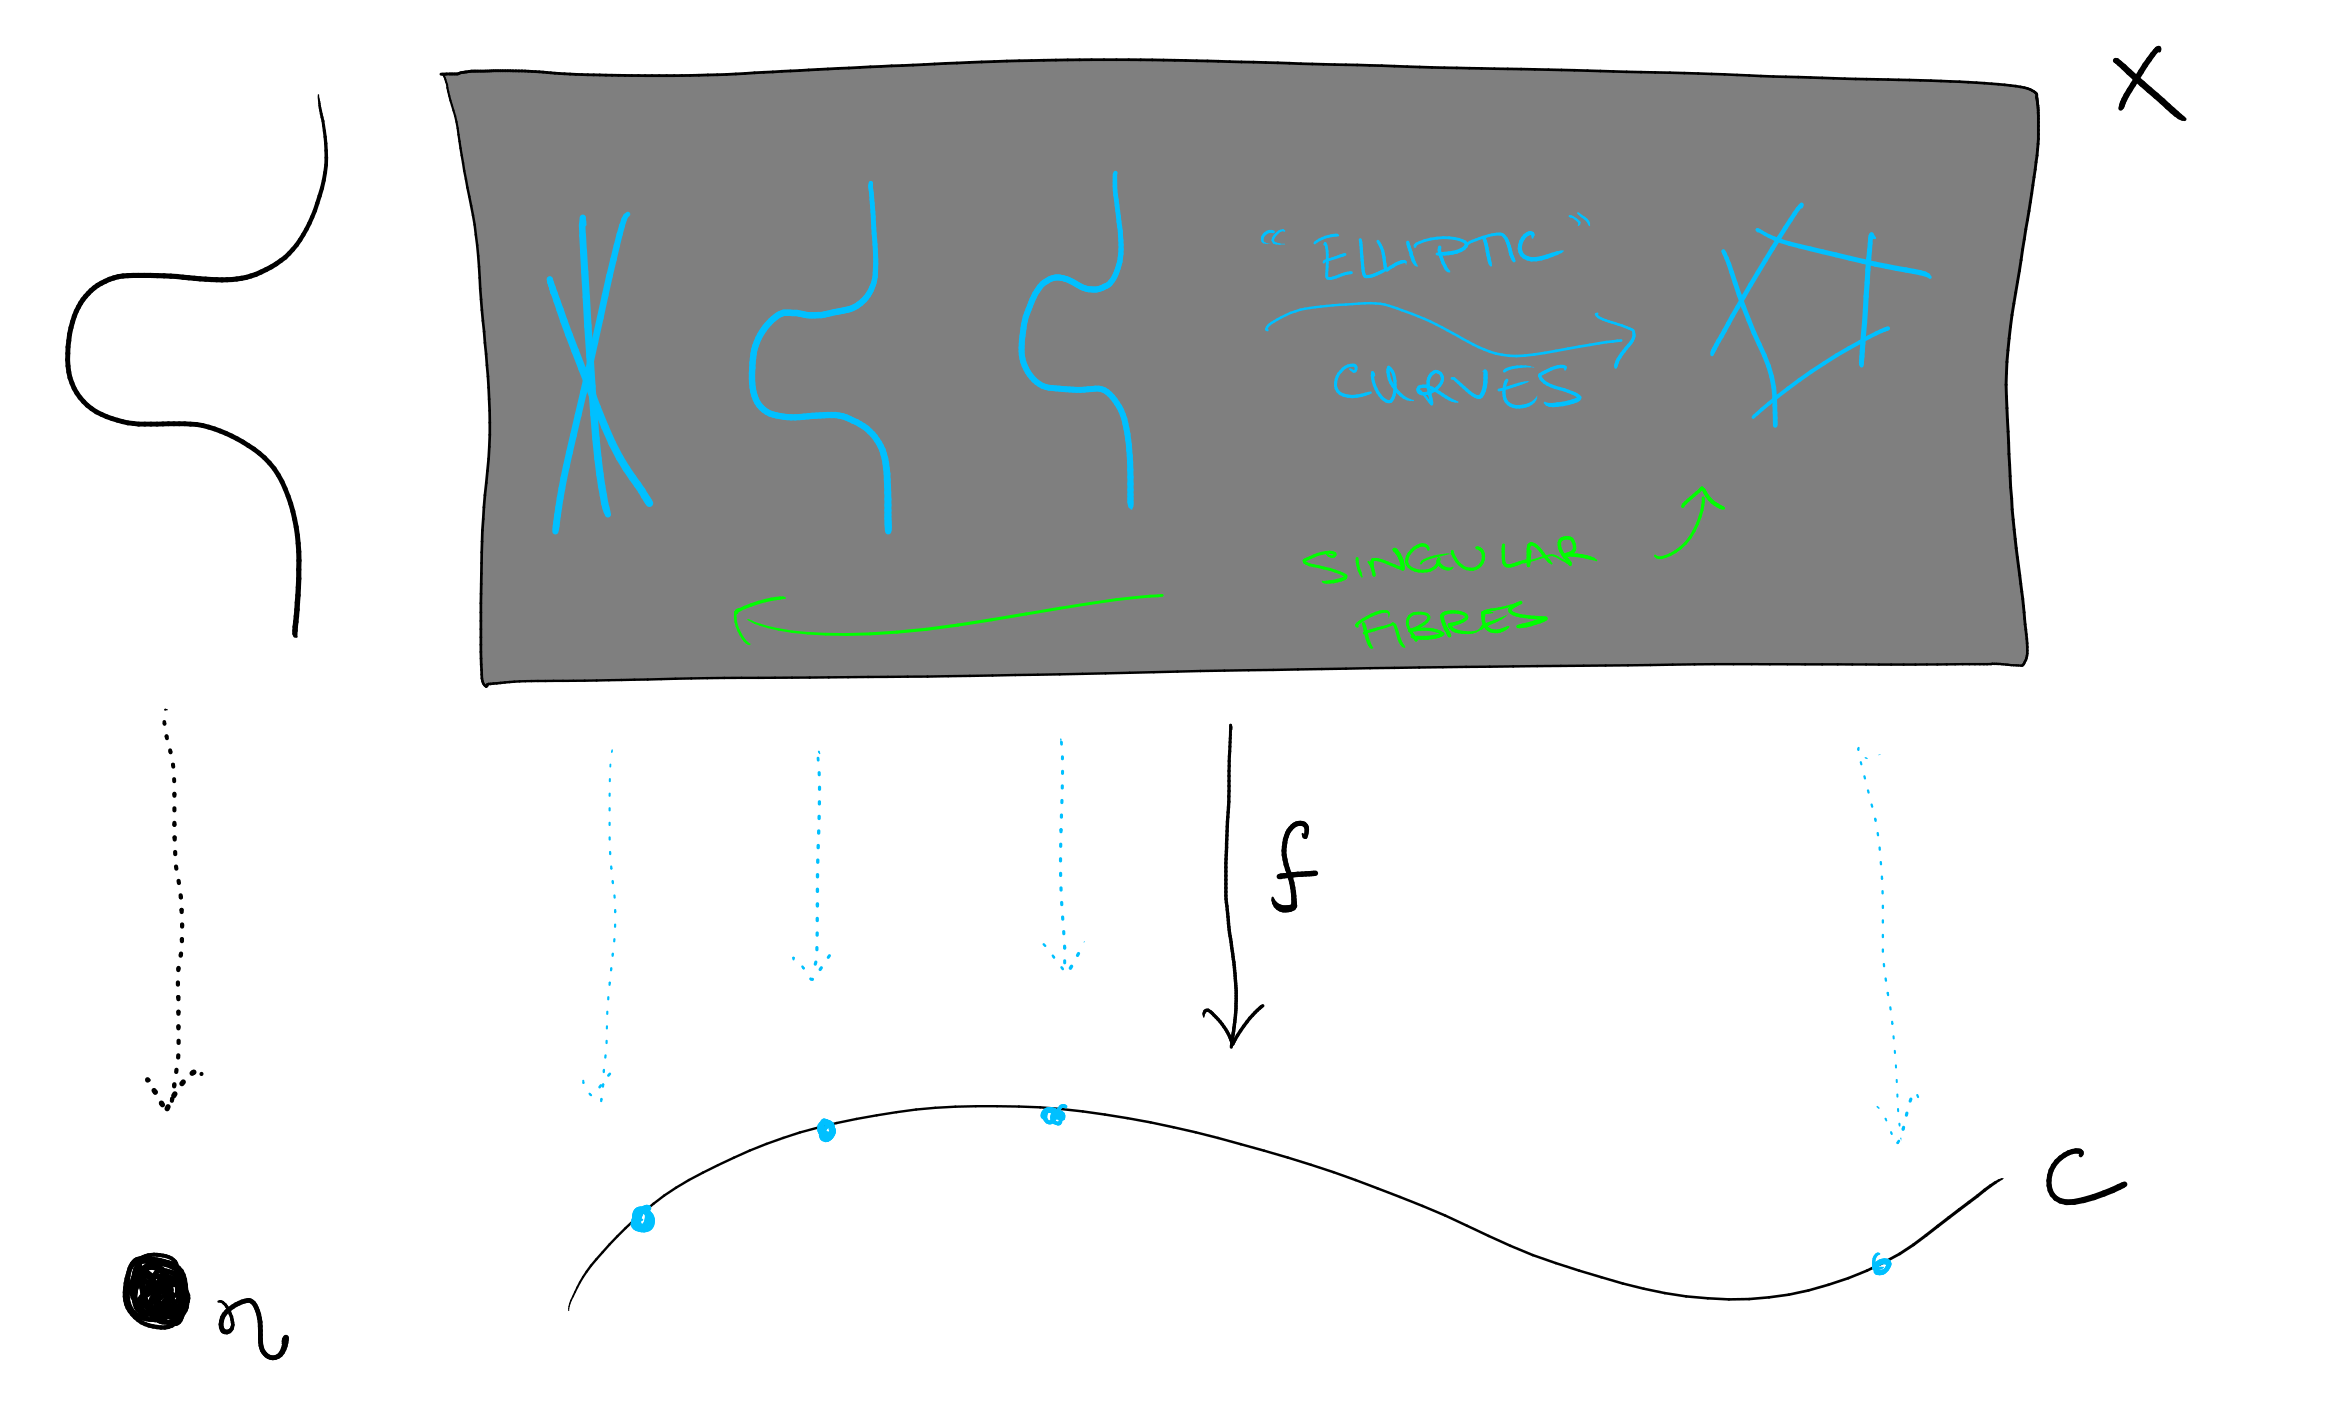 X
“ELLIPTIC”
CURVES
SINGULAR
FIBRES
f
C
η